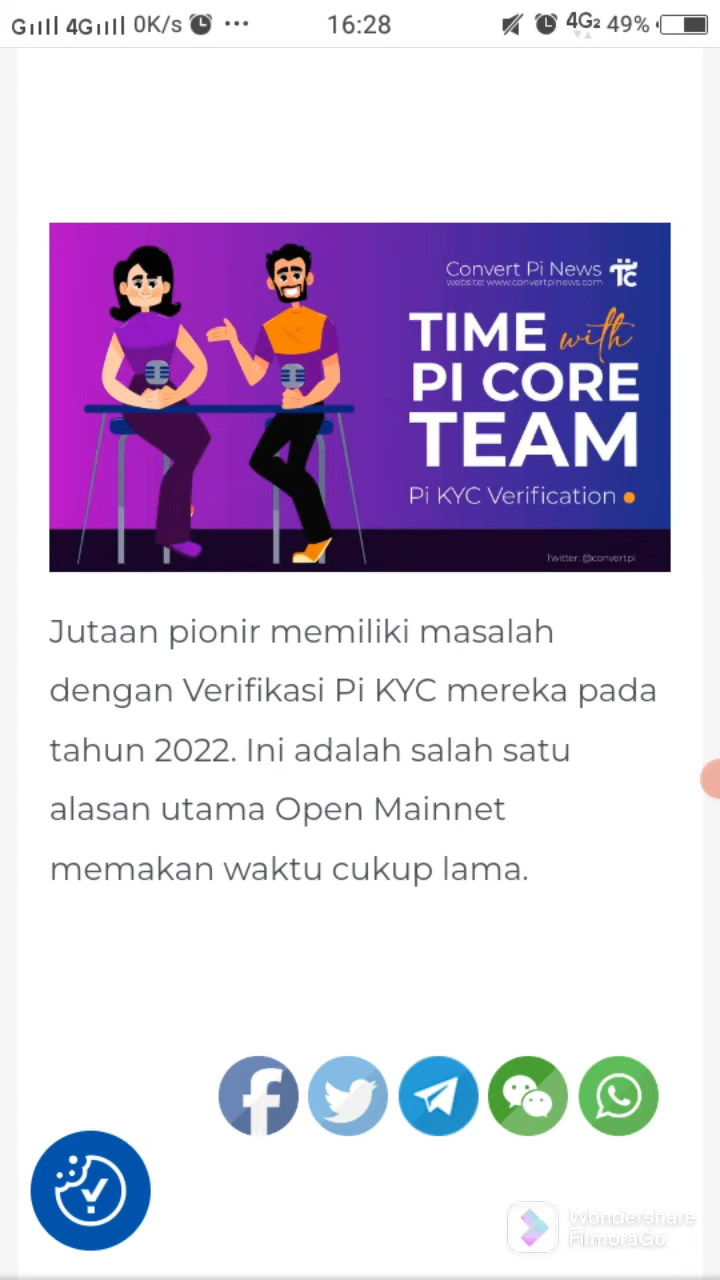 G 4G 0K/s ... 16:28 4G2 49%
Convert Pi News
website: www.convertpinews.com
TIME with
PI CORE
TEAM
Pi KYC Verification
Twitter: @convertpi
Jutaan pionir memiliki masalah
dengan Verifikasi Pi KYC mereka pada
tahun 2022. Ini adalah salah satu
alasan utama Open Mainnet
memakan waktu cukup lama.
Wondershare
FilmoraGo